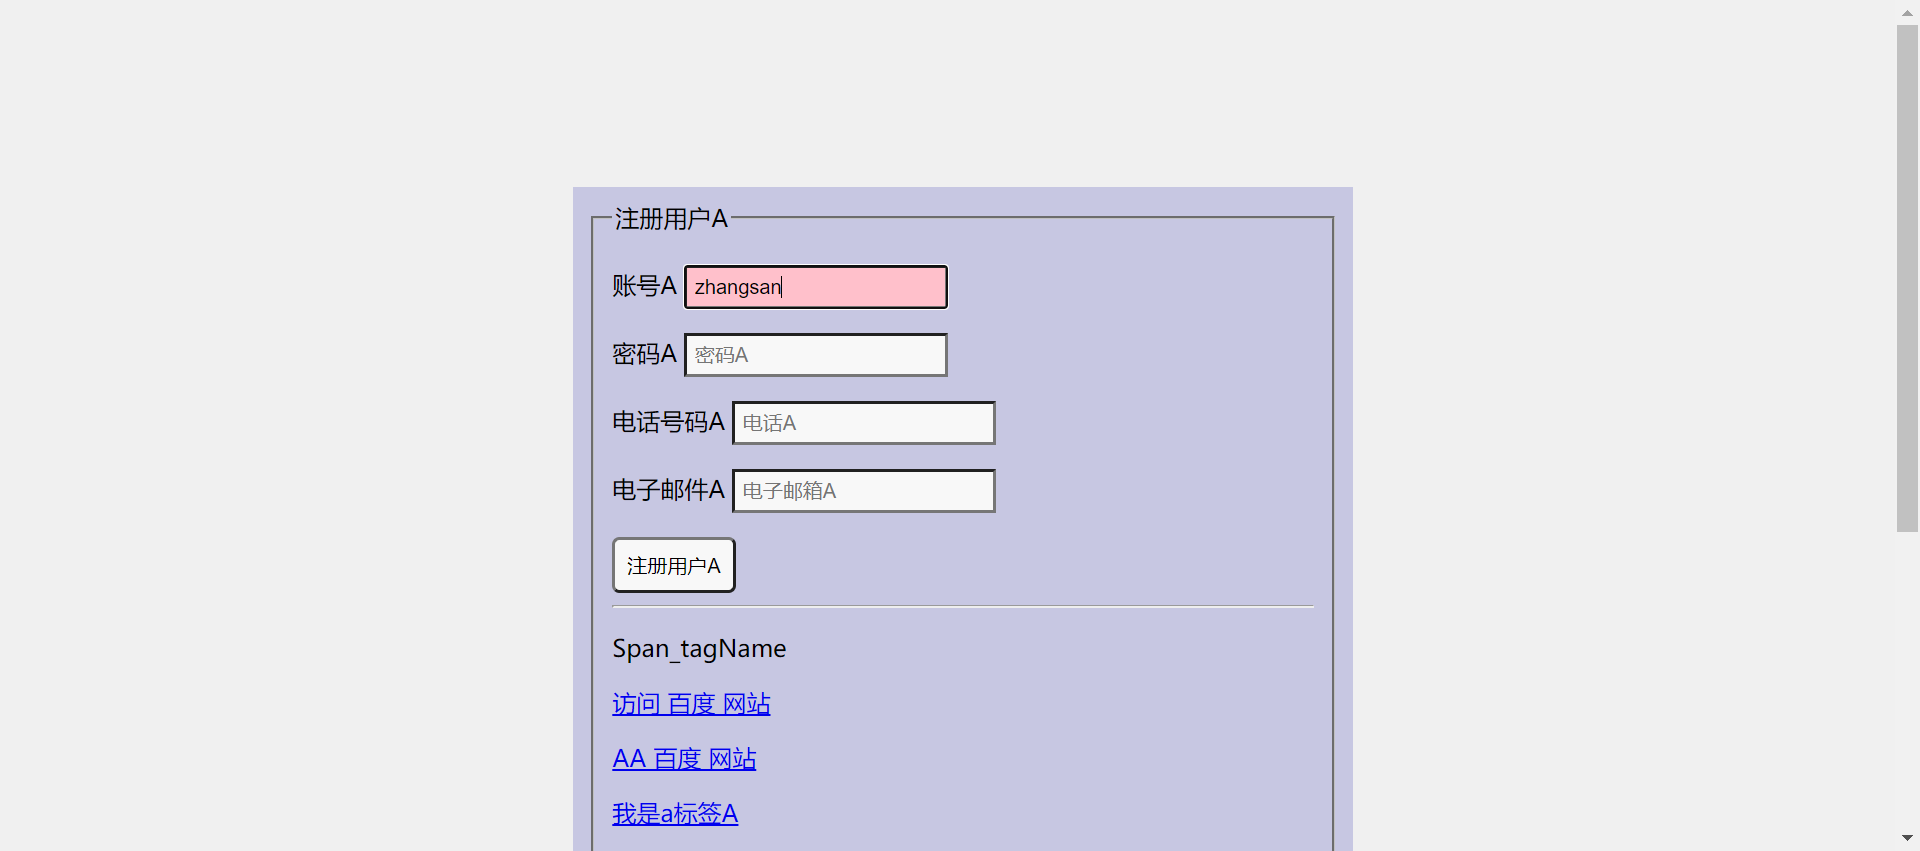 注册用户A
账号A zhangsan
密码A 密码A
电话号码A 电话A
电子邮件A 电子邮箱A
注册用户A
Span_tagName
访问 百度 网站
AA 百度 网站
我是a标签A